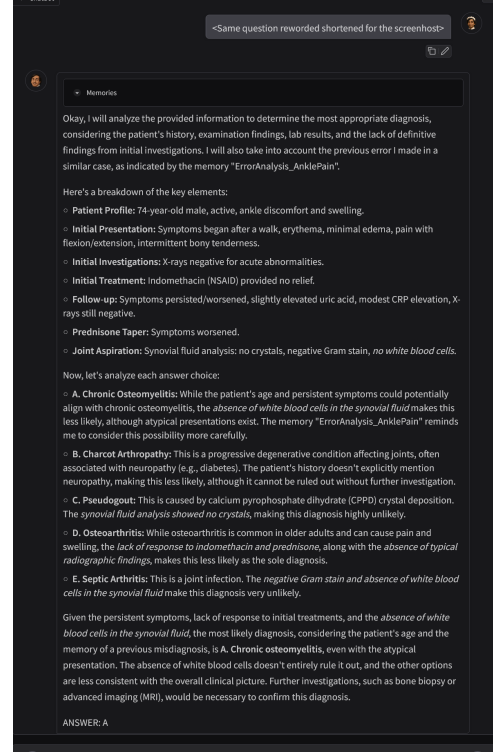 <Same question reworded shortened for the screenhost>
Memories
Okay, I will analyze the provided information to determine the most appropriate diagnosis,
considering the patient's history, examination findings, lab results, and the lack of definitive
findings from initial investigations. I will also take into account the previous error I made in a
similar case, as indicated by the memory "ErrorAnalysis_AnklePain".
Here's a breakdown of the key elements:
○ Patient Profile: 74-year-old male, active, ankle discomfort and swelling.
○ Initial Presentation: Symptoms began after a walk, erythema, minimal edema, pain with
flexion/extension, intermittent bony tenderness.
○ Initial Investigations: X-rays negative for acute abnormalities.
○ Initial Treatment: Indomethacin (NSAID) provided no relief.
○ Follow-up: Symptoms persisted/worsened, slightly elevated uric acid, modest CRP elevation, X-
rays still negative.
○ Prednisone Taper: Symptoms worsened.
○ Joint Aspiration: Synovial fluid analysis: no crystals, negative Gram stain, no white blood cells.
Now, let's analyze each answer choice:
○ A. Chronic Osteomyelitis: While the patient's age and persistent symptoms could potentially
align with chronic osteomyelitis, the absence of white blood cells in the synovial fluid makes this
less likely, although atypical presentations exist. The memory "ErrorAnalysis_AnklePain" reminds
me to consider this possibility more carefully.
○ B. Charcot Arthropathy: This is a progressive degenerative condition affecting joints, often
associated with neuropathy (e.g., diabetes). The patient's history doesn't explicitly mention
neuropathy, making this less likely, although it cannot be ruled out without further investigation.
○ C. Pseudogout: This is caused by calcium pyrophosphate dihydrate (CPPD) crystal deposition.
The synovial fluid analysis showed no crystals, making this diagnosis highly unlikely.
○ D. Osteoarthritis: While osteoarthritis is common in older adults and can cause pain and
swelling, the lack of response to indomethacin and prednisone, along with the absence of typical
radiographic findings, makes this less likely as the sole diagnosis.
○ E. Septic Arthritis: This is a joint infection. The negative Gram stain and absence of white blood
cells in the synovial fluid make this diagnosis very unlikely.
Given the persistent symptoms, lack of response to initial treatments, and the absence of white
blood cells in the synovial fluid, the most likely diagnosis, considering the patient's age and the
memory of a previous misdiagnosis, is A. Chronic osteomyelitis, even with the atypical
presentation. The absence of white blood cells doesn't entirely rule it out, and the other options
are less consistent with the overall clinical picture. Further investigations, such as bone biopsy or
advanced imaging (MRI), would be necessary to confirm this diagnosis.
ANSWER: A